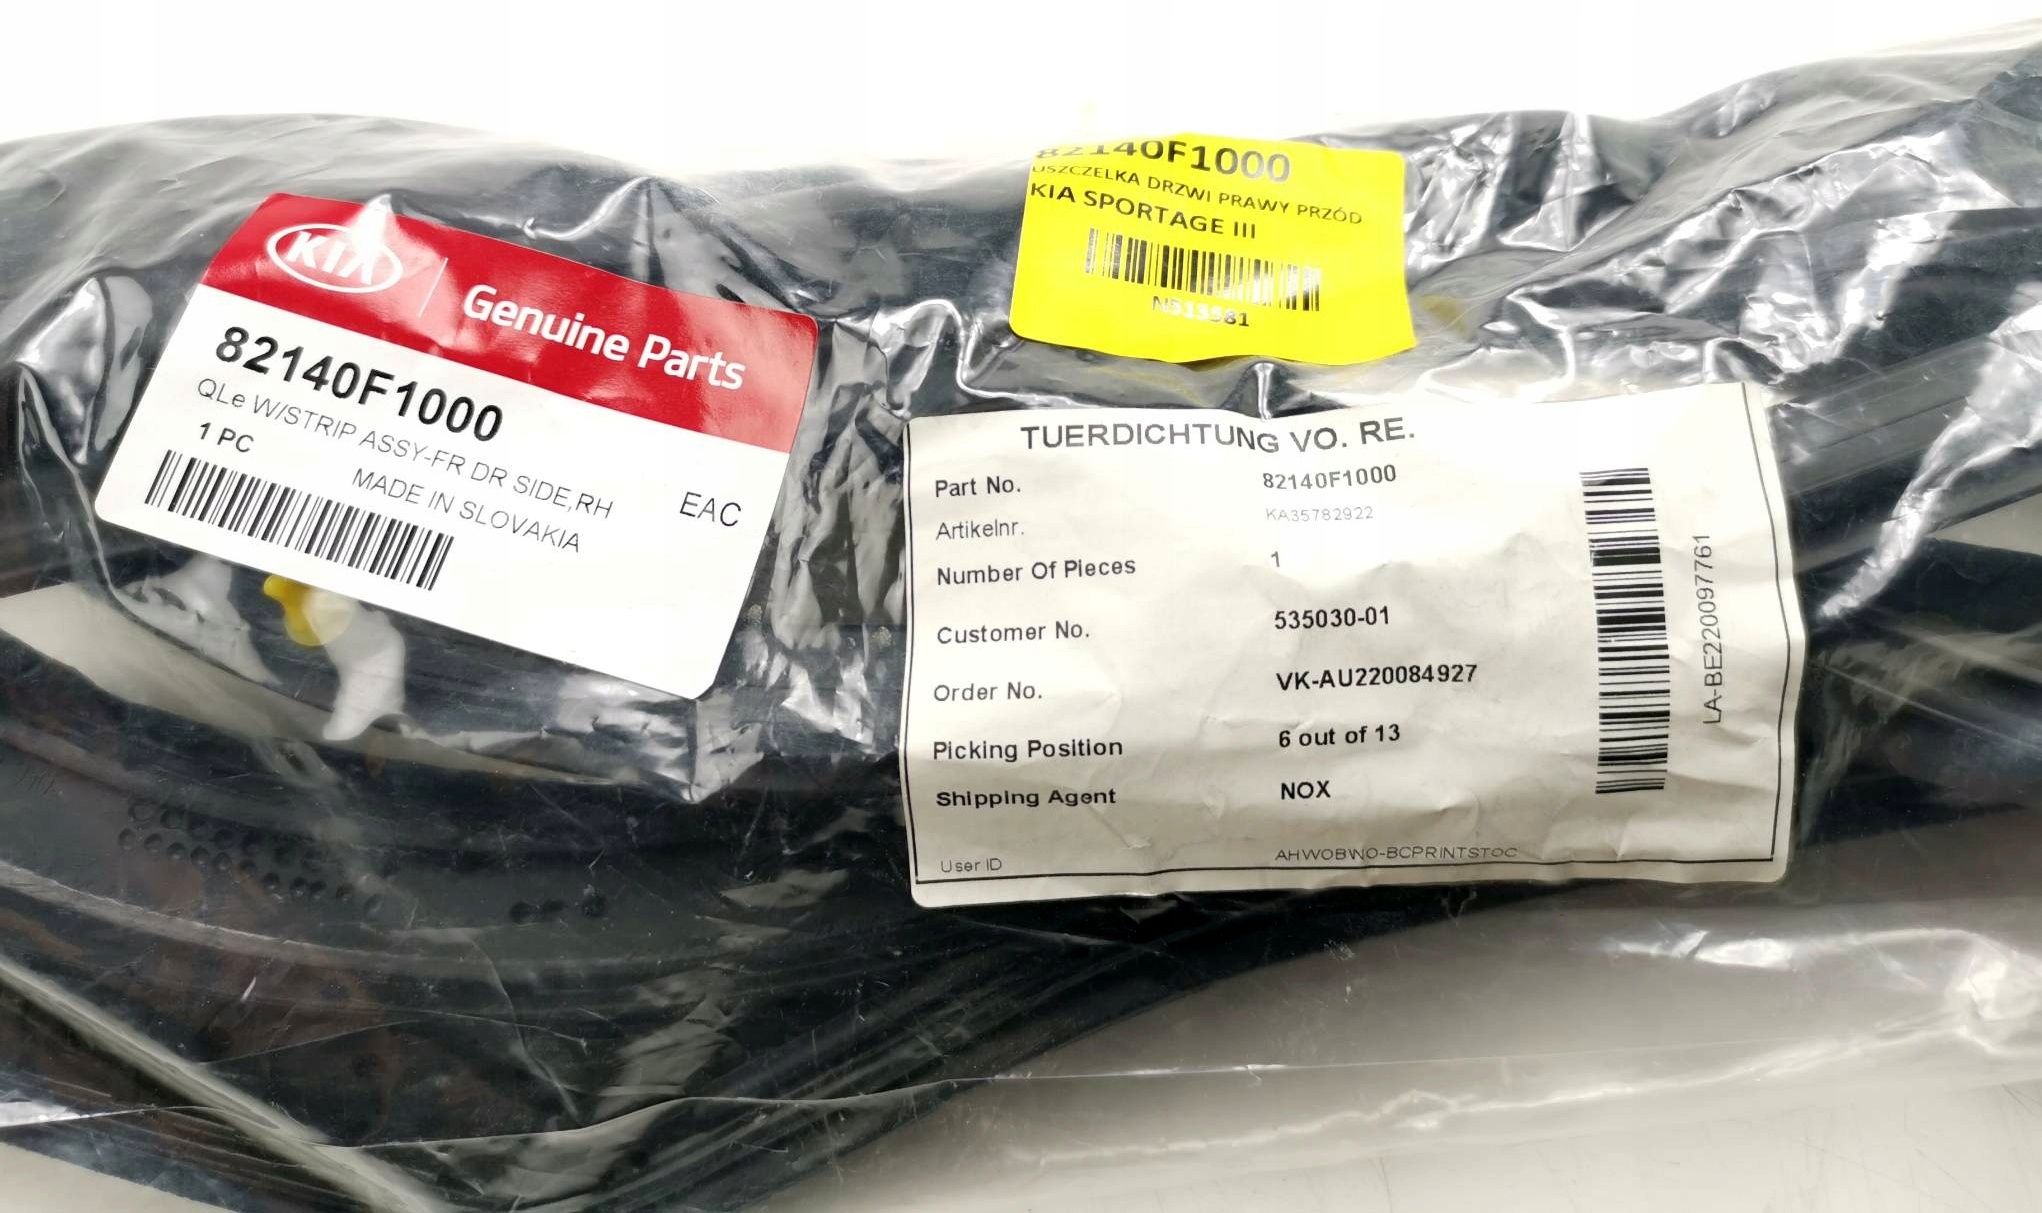 KIA
Genuine Parts
82140F1000
QLe W/STRIP ASSY-FR DR SIDE,RH
1 PC
MADE IN SLOVAKIA
EAC
82140F1000
USZCZELKA DRZWI PRAWY PRZÓD
KIA SPORTAGE III
N513581
TUERDICHTUNG VO. RE.
Part No. 82140F1000
Artikelnr. KA35782922
Number Of Pieces 1
Customer No. 535030-01
Order No. VK-AU220084927
Picking Position 6 out of 13
Shipping Agent NOX
User ID AHWOBWO-BCPRINTSTOC
LA-BE220097761